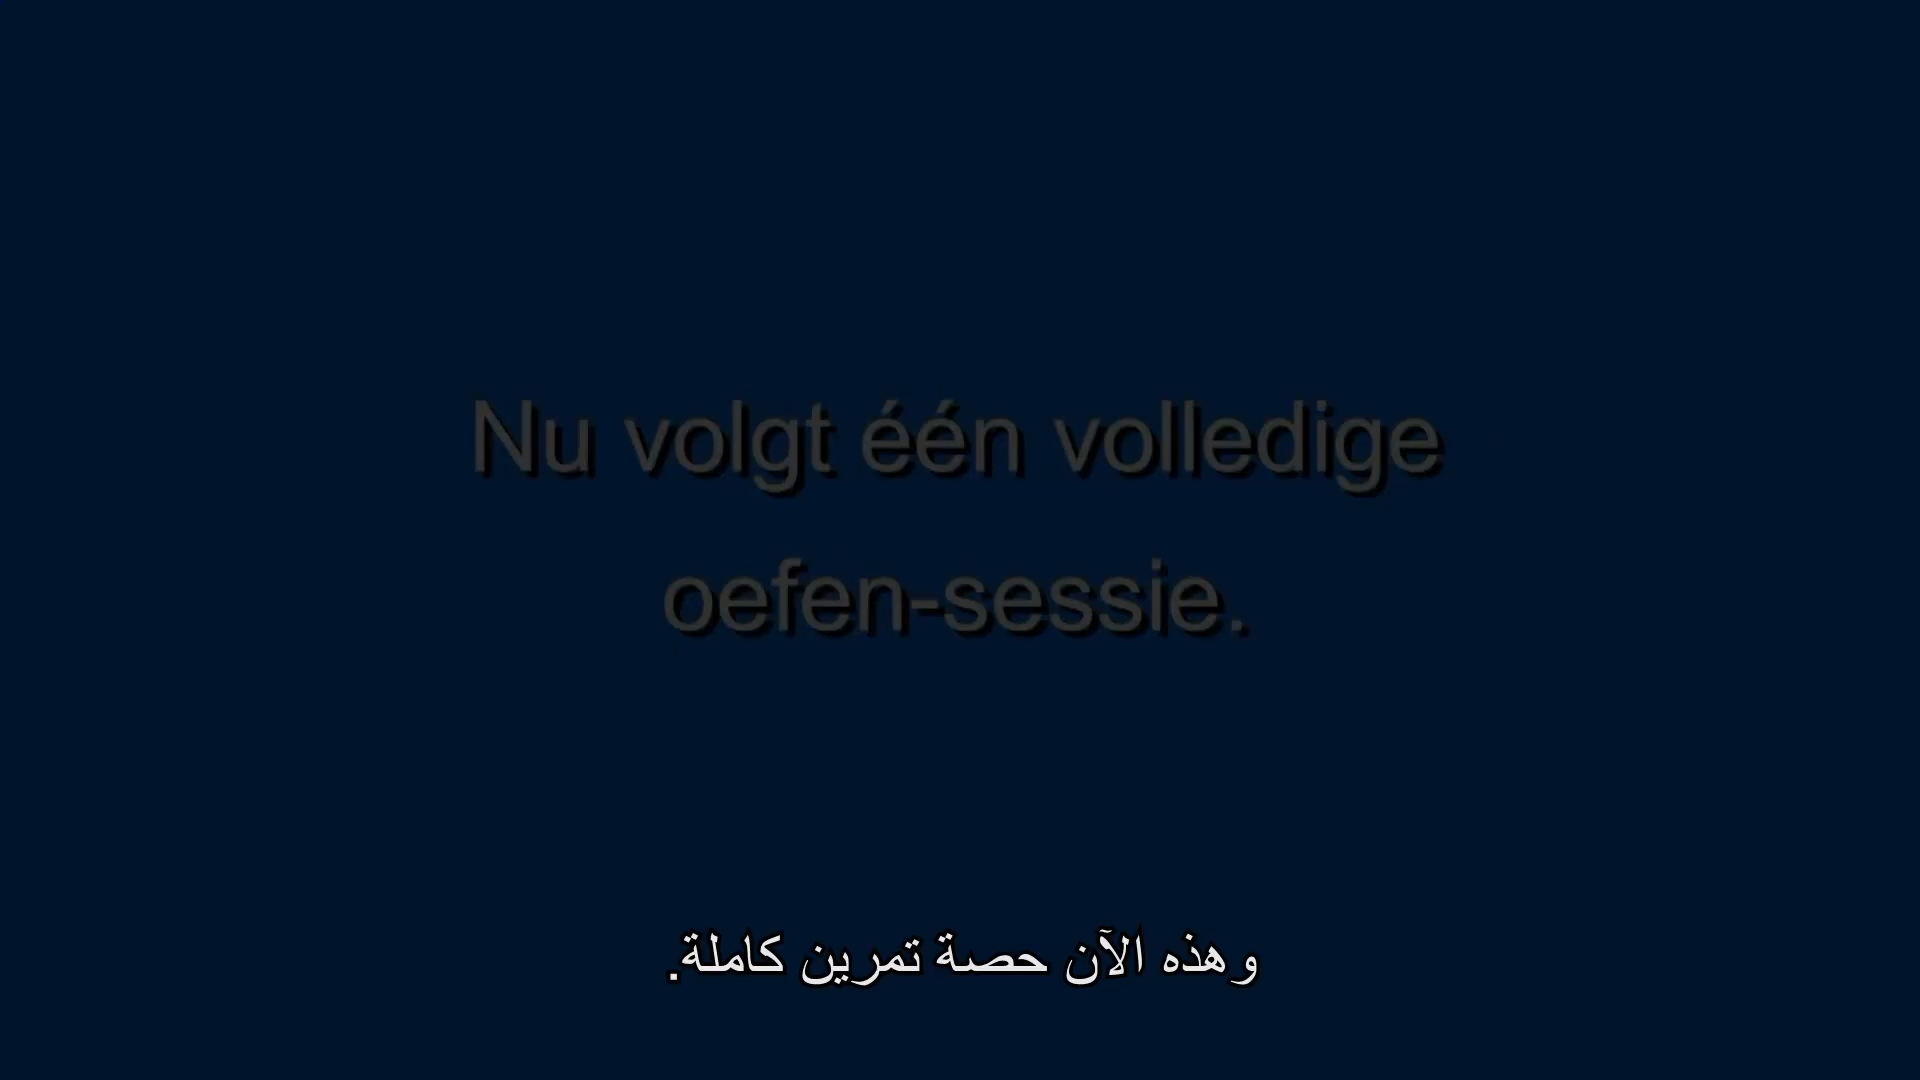 Nu volgt één volledige
oefen-sessie.
وهذه الآن حصة تمرين كاملة.